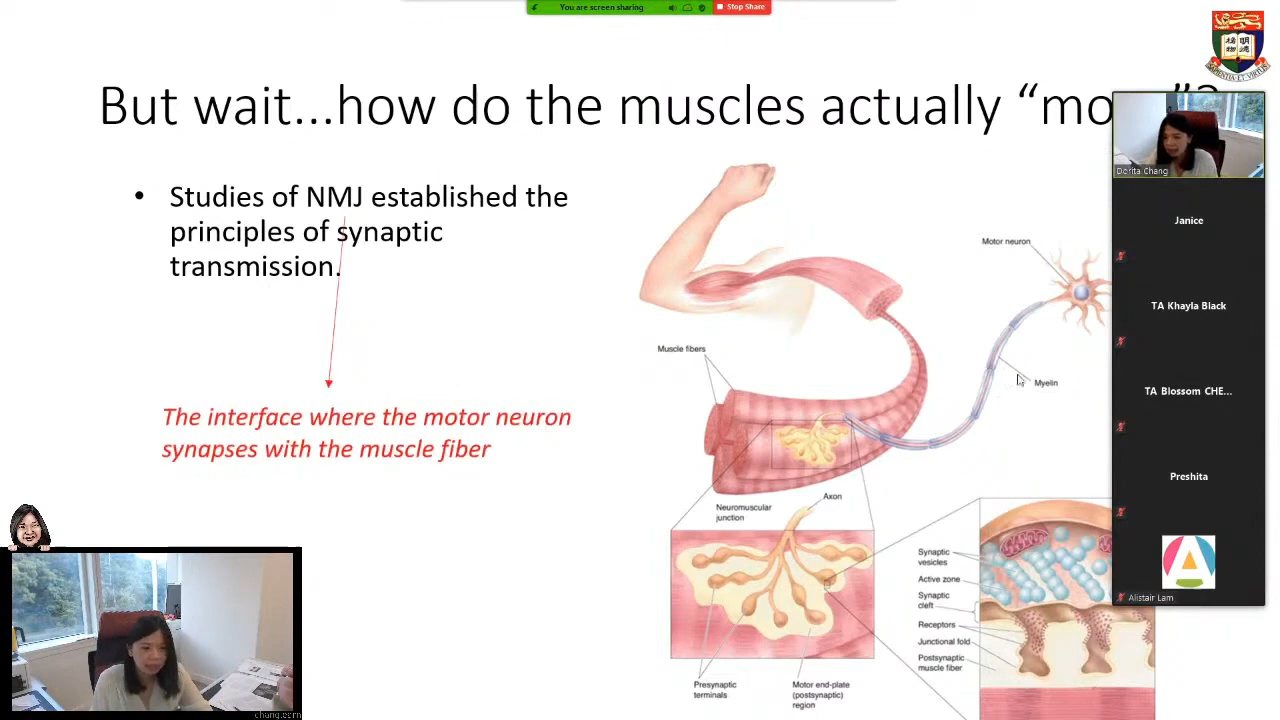 You are screen sharing
Stop Share
But wait...how do the muscles actually “mo
• Studies of NMJ established the
principles of synaptic
transmission.
The interface where the motor neuron
synapses with the muscle fiber
Motor neuron
Muscle fibers
Myelin
Neuromuscular
junction
Axon
Presynaptic
terminals
Motor end-plate
(postsynaptic)
region
Synaptic
vesicles
Active zone
Synaptic
cleft
Receptors
Junctional fold
Postsynaptic
muscle fiber
Dorita Chang
Janice
TA Khayla Black
TA Blossom CHE...
Preshita
Alistair Lam